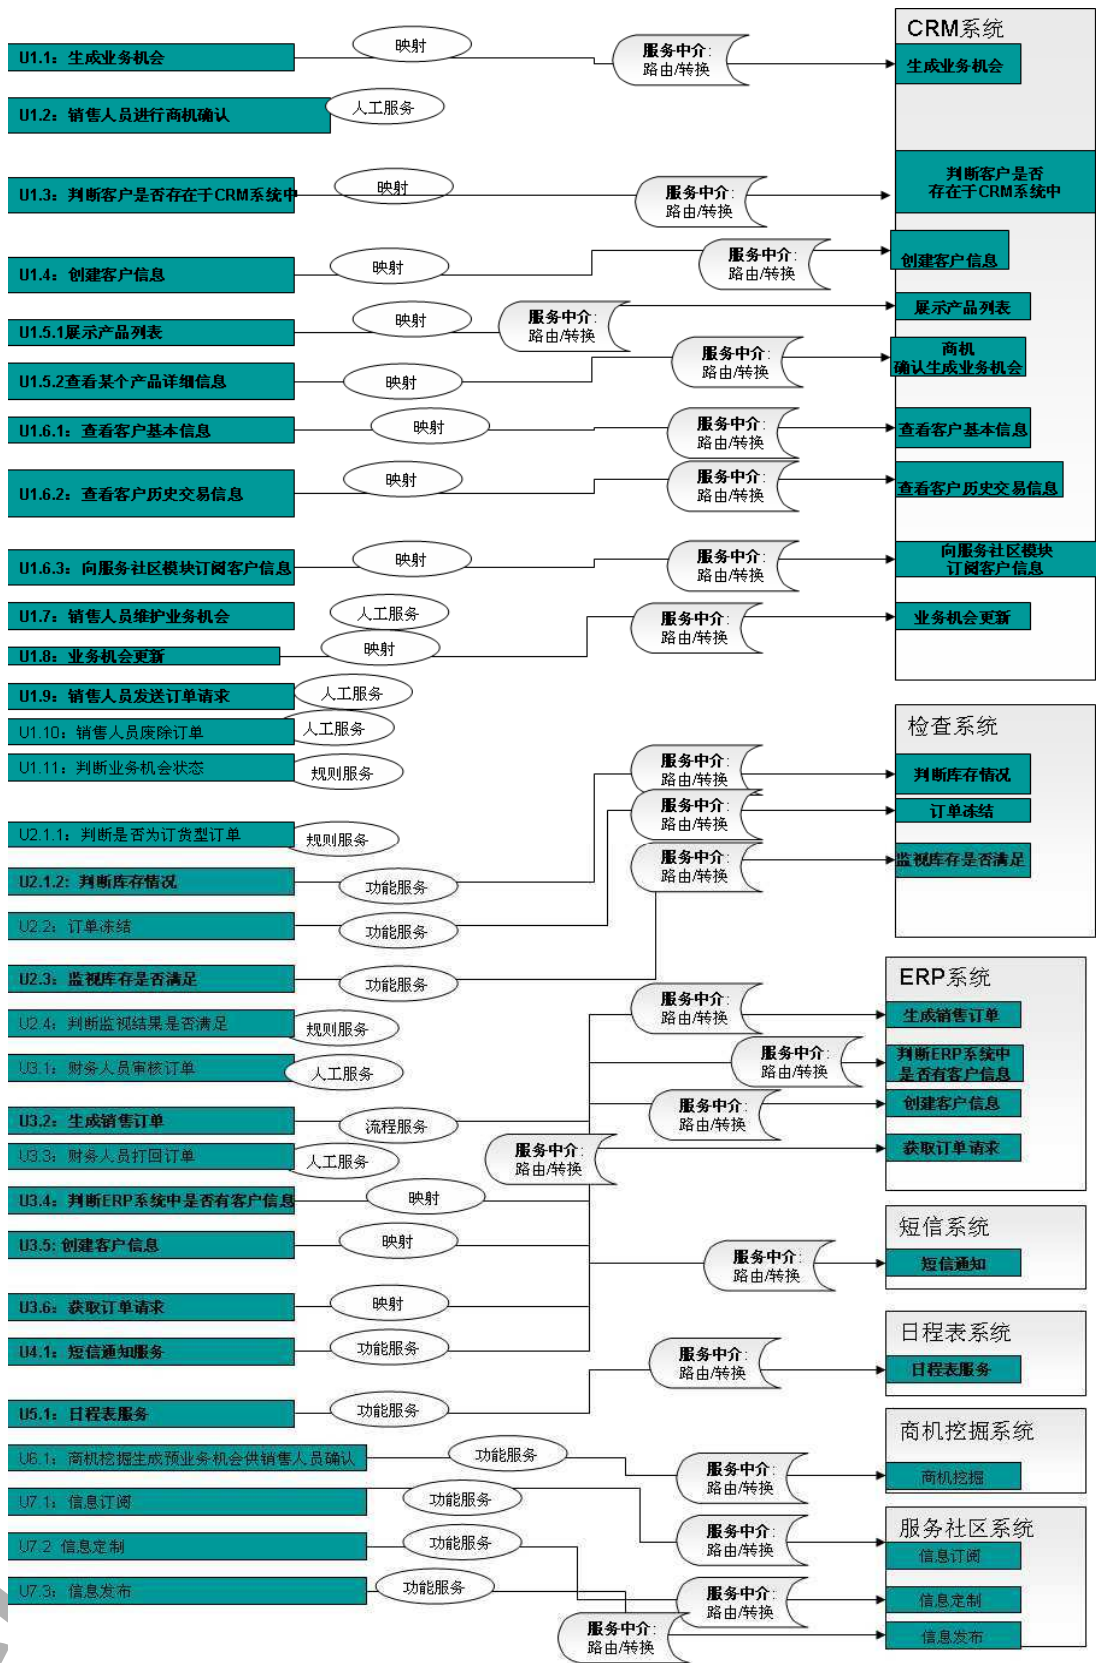 CRM系统
U1.1：生成业务机会
映射
服务中介：
路由/转换
生成业务机会
U1.2：销售人员进行商机确认
人工服务
U1.3：判断客户是否存在于CRM系统中
映射
服务中介：
路由/转换
判断客户是否
存在于CRM系统中
U1.4：创建客户信息
映射
服务中介：
路由/转换
创建客户信息
U1.5.1展示产品列表
映射
服务中介：
路由/转换
展示产品列表
U1.5.2查看某个产品详细信息
映射
服务中介：
路由/转换
商机
确认生成业务机会
U1.6.1：查看客户基本信息
映射
服务中介：
路由/转换
查看客户基本信息
U1.6.2：查看客户历史交易信息
映射
服务中介：
路由/转换
查看客户历史交易信息
U1.6.3：向服务社区模块订阅客户信息
映射
服务中介：
路由/转换
向服务社区模块
订阅客户信息
U1.7：销售人员维护业务机会
人工服务
服务中介：
路由/转换
业务机会更新
U1.8：业务机会更新
映射
U1.9：销售人员发送订单请求
人工服务
U1.10：销售人员废除订单
人工服务
检查系统
U1.11：判断业务机会状态
规则服务
服务中介：
路由/转换
判断库存情况
服务中介：
路由/转换
订单冻结
U2.1.1：判断是否为订货型订单
规则服务
服务中介：
路由/转换
监视库存是否满足
U2.1.2：判断库存情况
功能服务
U2.2：订单冻结
功能服务
U2.3：监视库存是否满足
功能服务
ERP系统
U2.4：判断监视结果是否满足
规则服务
服务中介：
路由/转换
生成销售订单
U3.1：财务人员审核订单
人工服务
服务中介：
路由/转换
判断ERP系统中
是否有客户信息
U3.2：生成销售订单
流程服务
服务中介：
路由/转换
创建客户信息
U3.3：财务人员打回订单
人工服务
服务中介：
路由/转换
获取订单请求
U3.4：判断ERP系统中是否有客户信息
映射
短信系统
U3.5：创建客户信息
映射
服务中介：
路由/转换
短信通知
U3.6：获取订单请求
映射
U4.1：短信通知服务
功能服务
日程表系统
服务中介：
路由/转换
日程表服务
U5.1：日程表服务
功能服务
商机挖掘系统
U6.1：商机挖掘生成预业务机会供销售人员确认
功能服务
服务中介：
路由/转换
商机挖掘
U7.1：信息订阅
功能服务
服务社区系统
服务中介：
路由/转换
信息订阅
U7.2 信息定制
功能服务
服务中介：
路由/转换
信息定制
U7.3：信息发布
功能服务
服务中介：
路由/转换
信息发布